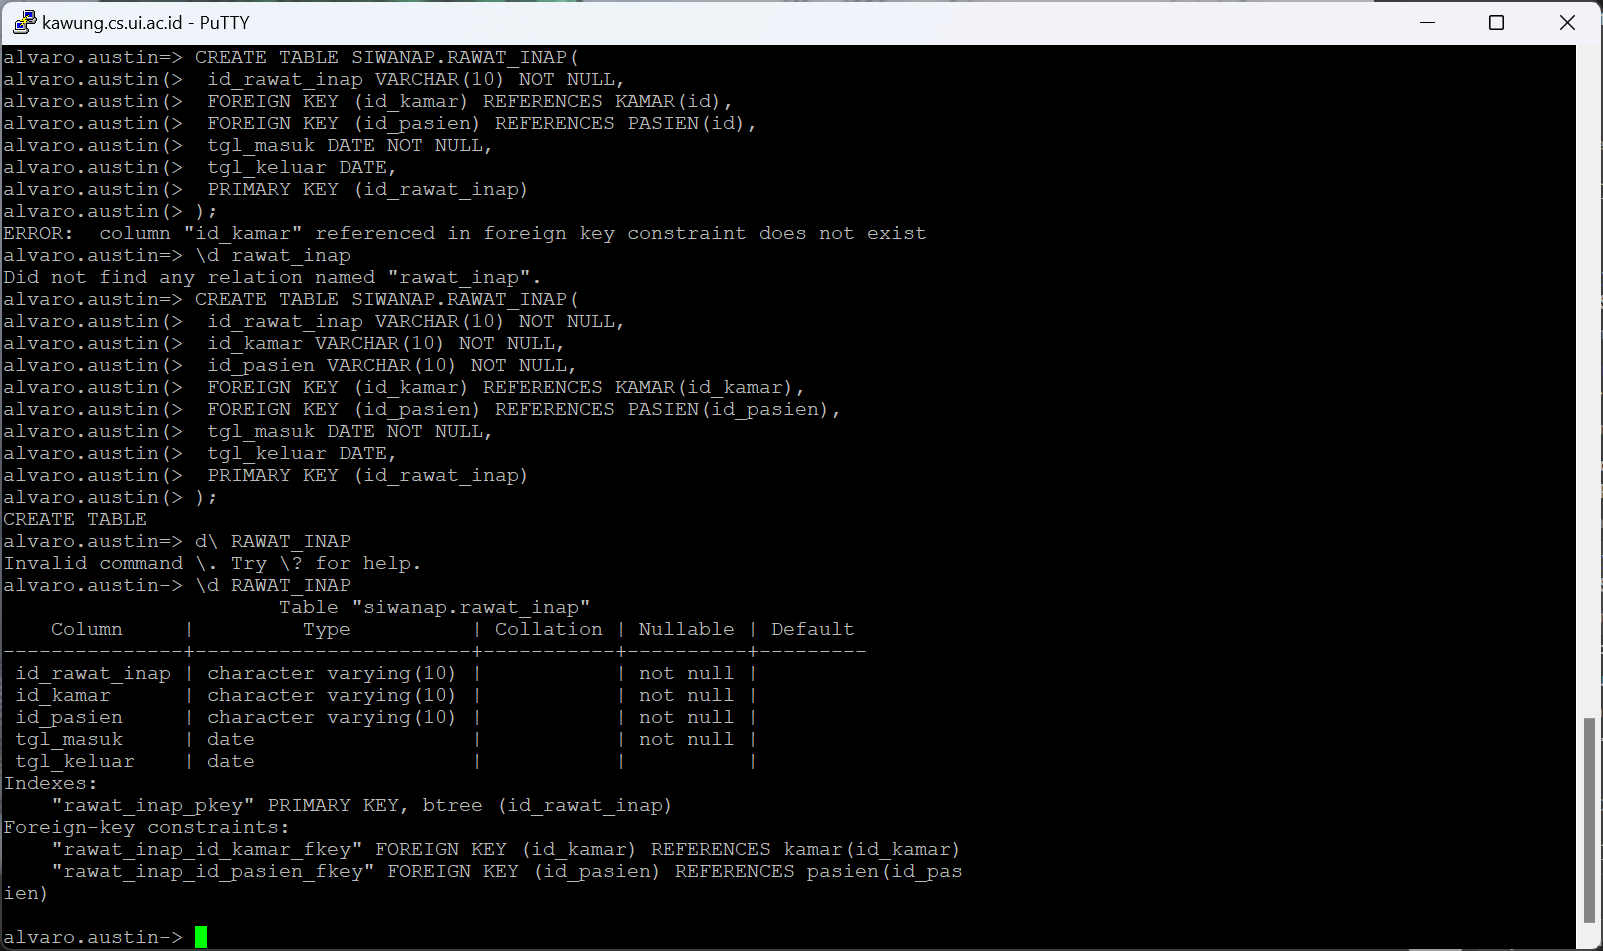 kawung.cs.ui.ac.id - PuTTY
alvaro.austin=> CREATE TABLE SIWANAP.RAWAT_INAP(
alvaro.austin(>  id_rawat_inap VARCHAR(10) NOT NULL,
alvaro.austin(>  FOREIGN KEY (id_kamar) REFERENCES KAMAR(id),
alvaro.austin(>  FOREIGN KEY (id_pasien) REFERENCES PASIEN(id),
alvaro.austin(>  tgl_masuk DATE NOT NULL,
alvaro.austin(>  tgl_keluar DATE,
alvaro.austin(>  PRIMARY KEY (id_rawat_inap)
alvaro.austin(> );
ERROR:  column "id_kamar" referenced in foreign key constraint does not exist
alvaro.austin=> \d rawat_inap
Did not find any relation named "rawat_inap".
alvaro.austin=> CREATE TABLE SIWANAP.RAWAT_INAP(
alvaro.austin(>  id_rawat_inap VARCHAR(10) NOT NULL,
alvaro.austin(>  id_kamar VARCHAR(10) NOT NULL,
alvaro.austin(>  id_pasien VARCHAR(10) NOT NULL,
alvaro.austin(>  FOREIGN KEY (id_kamar) REFERENCES KAMAR(id_kamar),
alvaro.austin(>  FOREIGN KEY (id_pasien) REFERENCES PASIEN(id_pasien),
alvaro.austin(>  tgl_masuk DATE NOT NULL,
alvaro.austin(>  tgl_keluar DATE,
alvaro.austin(>  PRIMARY KEY (id_rawat_inap)
alvaro.austin(> );
CREATE TABLE
alvaro.austin=> d\ RAWAT_INAP
Invalid command \. Try \? for help.
alvaro.austin-> \d RAWAT_INAP
                       Table "siwanap.rawat_inap"
    Column     |         Type          | Collation | Nullable | Default
---------------+-----------------------+-----------+----------+---------
 id_rawat_inap | character varying(10) |           | not null |
 id_kamar      | character varying(10) |           | not null |
 id_pasien     | character varying(10) |           | not null |
 tgl_masuk     | date                  |           | not null |
 tgl_keluar    | date                  |           |          |
Indexes:
    "rawat_inap_pkey" PRIMARY KEY, btree (id_rawat_inap)
Foreign-key constraints:
    "rawat_inap_id_kamar_fkey" FOREIGN KEY (id_kamar) REFERENCES kamar(id_kamar)
    "rawat_inap_id_pasien_fkey" FOREIGN KEY (id_pasien) REFERENCES pasien(id_pas
ien)
alvaro.austin->